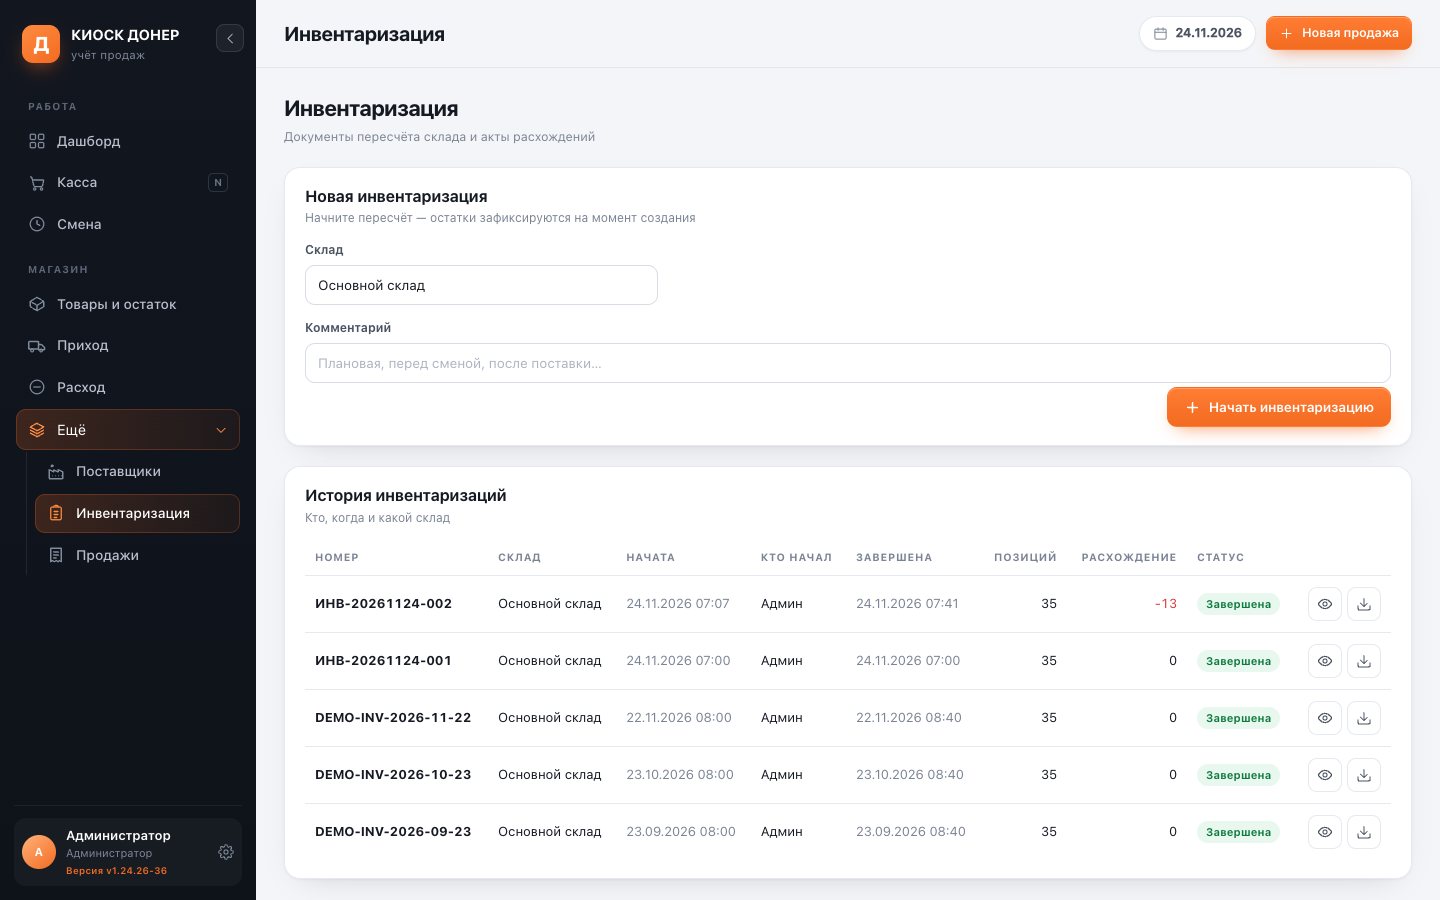 Д
КИОСК ДОНЕР
учёт продаж
РАБОТА
Дашборд
Касса
N
Смена
МАГАЗИН
Товары и остаток
Приход
Расход
Ещё
Поставщики
Инвентаризация
Продажи
А
Администратор
Администратор
Версия v1.24.26-36
Инвентаризация
24.11.2026
Новая продажа
Инвентаризация
Документы пересчёта склада и акты расхождений
Новая инвентаризация
Начните пересчёт — остатки зафиксируются на момент создания
Склад
Основной склад
Комментарий
Плановая, перед сменой, после поставки…
Начать инвентаризацию
История инвентаризаций
Кто, когда и какой склад
НОМЕР СКЛАД НАЧАТА КТО НАЧАЛ ЗАВЕРШЕНА ПОЗИЦИЙ РАСХОЖДЕНИЕ СТАТУС
ИНВ-20261124-002 Основной склад 24.11.2026 07:07 Админ 24.11.2026 07:41 35 -13 Завершена
ИНВ-20261124-001 Основной склад 24.11.2026 07:00 Админ 24.11.2026 07:00 35 0 Завершена
DEMO-INV-2026-11-22 Основной склад 22.11.2026 08:00 Админ 22.11.2026 08:40 35 0 Завершена
DEMO-INV-2026-10-23 Основной склад 23.10.2026 08:00 Админ 23.10.2026 08:40 35 0 Завершена
DEMO-INV-2026-09-23 Основной склад 23.09.2026 08:00 Админ 23.09.2026 08:40 35 0 Завершена